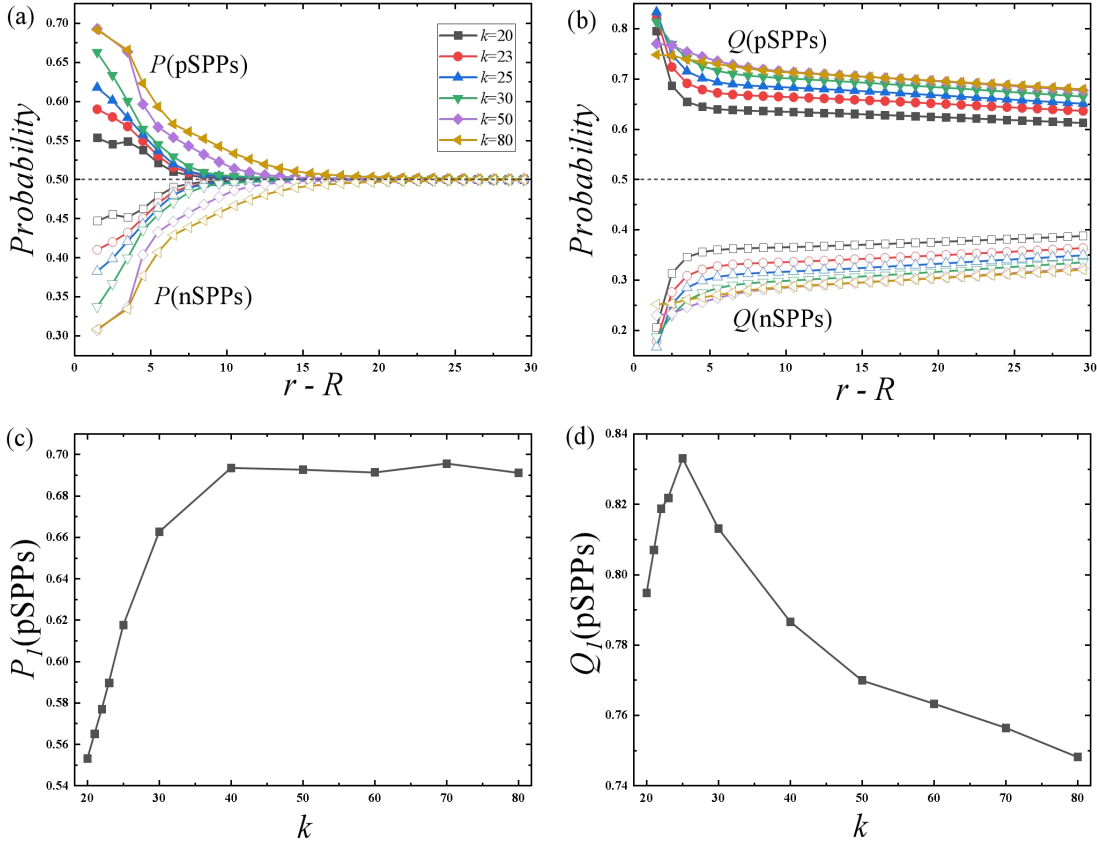 (a)
0.70
0.65
0.60
0.55
0.50
0.45
0.40
0.35
0.30
0
5
10
15
20
25
30
Probability
r - R
P(pSPPs)
P(nSPPs)
k=20
k=23
k=25
k=30
k=50
k=80
(b)
0.9
0.8
0.7
0.6
0.5
0.4
0.3
0.2
0
5
10
15
20
25
30
Probability
r - R
Q(pSPPs)
Q(nSPPs)
(c)
0.70
0.68
0.66
0.64
0.62
0.60
0.58
0.56
0.54
20
30
40
50
60
70
80
P1(pSPPs)
k
(d)
0.84
0.82
0.80
0.78
0.76
0.74
20
30
40
50
60
70
80
Q1(pSPPs)
k